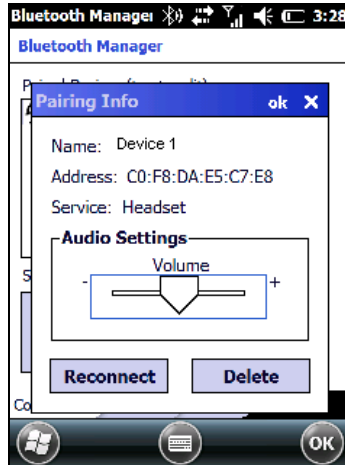 Bluetooth Manager 3:28
Bluetooth Manager
Pairing Info ok X
Name: Device 1
Address: C0:F8:DA:E5:C7:E8
Service: Headset
Audio Settings
Volume
- +
Reconnect Delete
OK